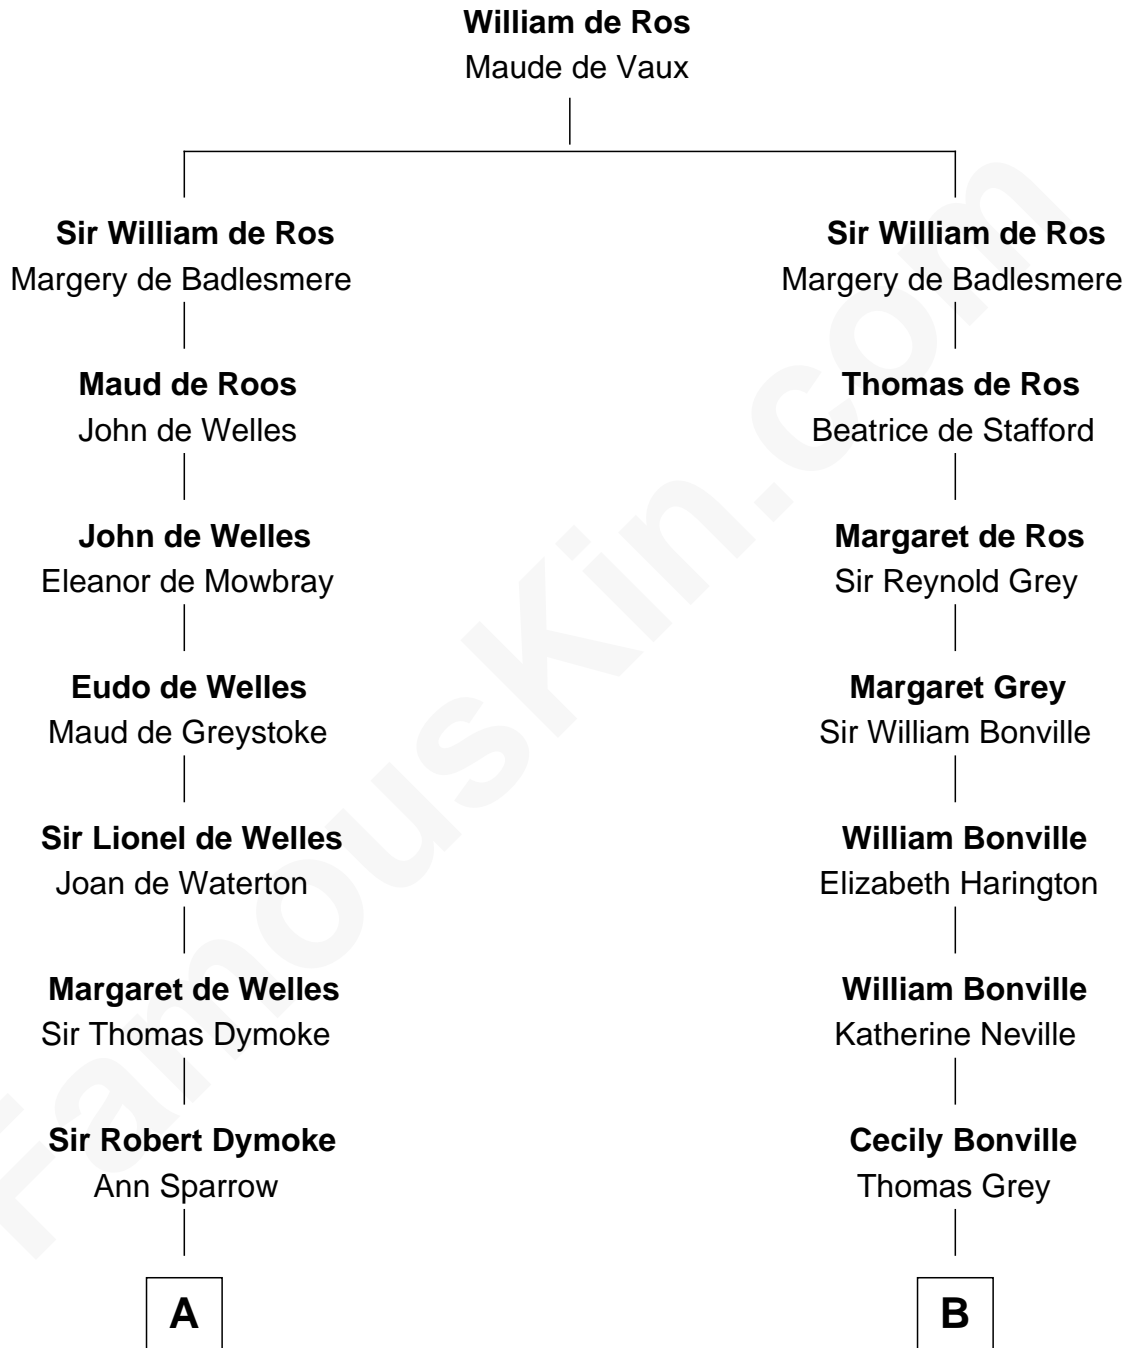 William de Ros
Maude de Vaux
Sir William de Ros
Margery de Badlesmere
Maud de Roos
John de Welles
John de Welles
Eleanor de Mowbray
Eudo de Welles
Maud de Greystoke
Sir Lionel de Welles
Joan de Waterton
Margaret de Welles
Sir Thomas Dymoke
Sir Robert Dymoke
Ann Sparrow
A
Sir William de Ros
Margery de Badlesmere
Thomas de Ros
Beatrice de Stafford
Margaret de Ros
Sir Reynold Grey
Margaret Grey
Sir William Bonville
William Bonville
Elizabeth Harington
William Bonville
Katherine Neville
Cecily Bonville
Thomas Grey
B
FamousKin.com